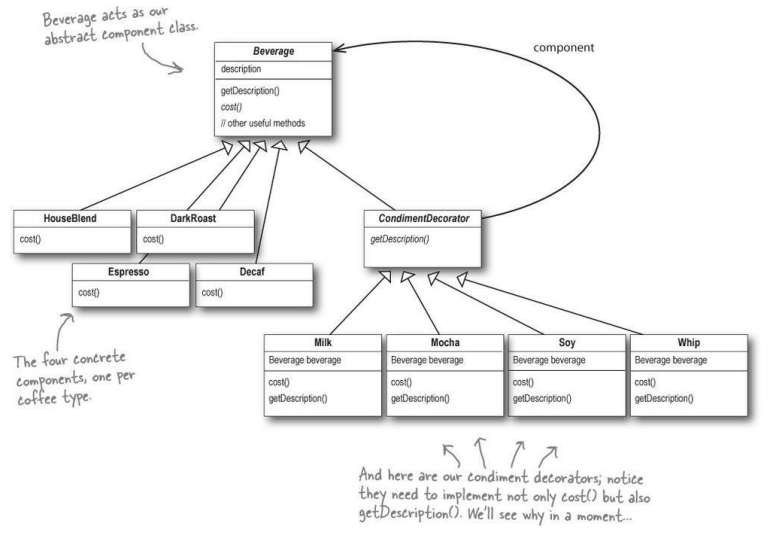 Beverage acts as our
abstract component class.
Beverage
description
getDescription()
cost()
// other useful methods
component
HouseBlend
cost()
DarkRoast
cost()
Espresso
cost()
Decaf
cost()
CondimentDecorator
getDescription()
The four concrete
components, one per
coffee type.
Milk
Beverage beverage
cost()
getDescription()
Mocha
Beverage beverage
cost()
getDescription()
Soy
Beverage beverage
cost()
getDescription()
Whip
Beverage beverage
cost()
getDescription()
And here are our condiment decorators; notice
they need to implement not only cost() but also
getDescription(). We'll see why in a moment...